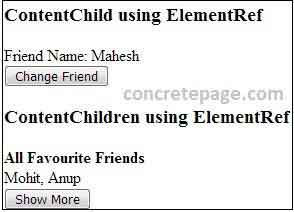 ContentChild using ElementRef
Friend Name: Mahesh
Change Friend
concretepage.com
ContentChildren using ElementRef
All Favourite Friends
Mohit, Anup
Show More